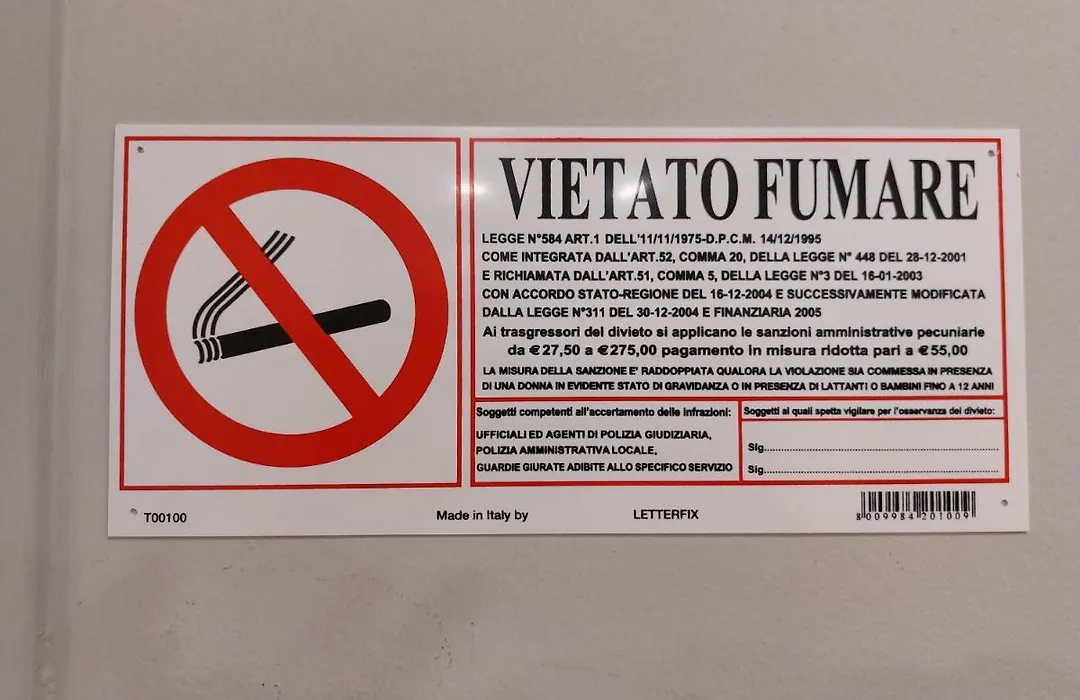 VIETATO FUMARE
LEGGE N°584 ART.1 DELL'11/11/1975-D.P.C.M. 14/12/1995
COME INTEGRATA DALL'ART.52, COMMA 20, DELLA LEGGE N° 448 DEL 28-12-2001
E RICHIAMATA DALL'ART.51, COMMA 5, DELLA LEGGE N°3 DEL 16-01-2003
CON ACCORDO STATO-REGIONE DEL 16-12-2004 E SUCCESSIVAMENTE MODIFICATA
DALLA LEGGE N°311 DEL 30-12-2004 E FINANZIARIA 2005
Ai trasgressori del divieto si applicano le sanzioni amministrative pecuniarie
da €27,50 a €275,00 pagamento in misura ridotta pari a €55,00
LA MISURA DELLA SANZIONE E' RADDOPPIATA QUALORA LA VIOLAZIONE SIA COMMESSA IN PRESENZA
DI UNA DONNA IN EVIDENTE STATO DI GRAVIDANZA O IN PRESENZA DI LATTANTI O BAMBINI FINO A 12 ANNI
Soggetti competenti all'accertamento delle infrazioni:
UFFICIALI ED AGENTI DI POLIZIA GIUDIZIARIA,
POLIZIA AMMINISTRATIVA LOCALE,
GUARDIE GIURATE ADIBITE ALLO SPECIFICO SERVIZIO
Soggetti ai quali spetta vigilare per l'osservanza del divieto:
Sig.
Sig.
T00100
Made in Italy by
LETTERFIX
8 009984 201009